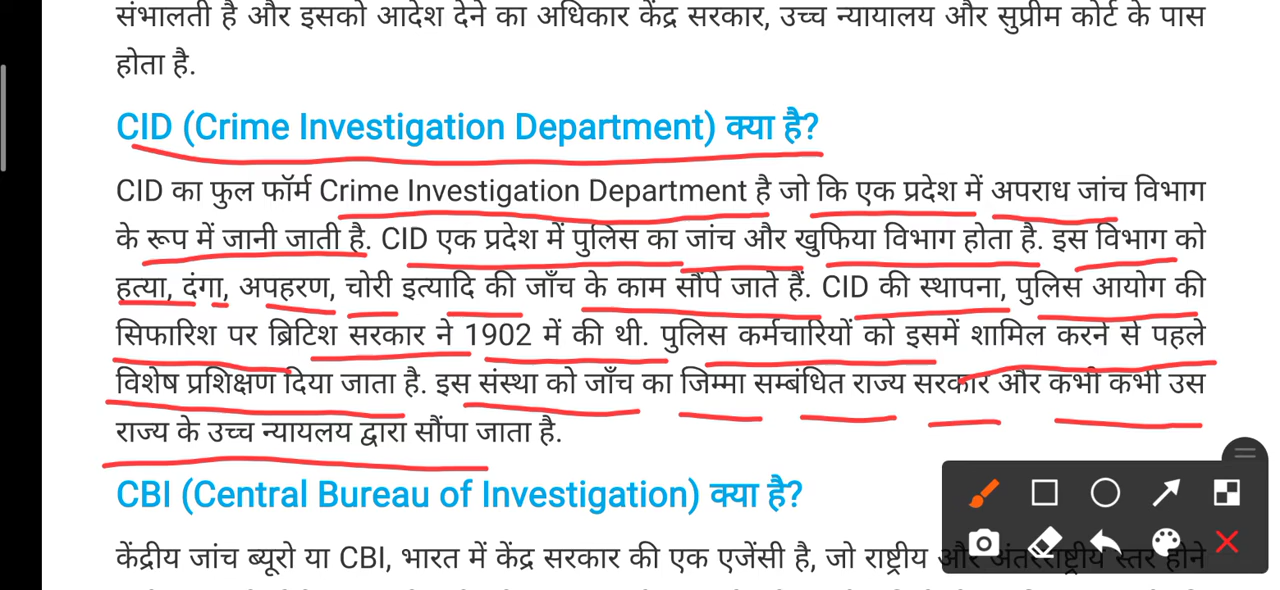 संभालती है और इसको आदेश देने का अधिकार केंद्र सरकार, उच्च न्यायालय और सुप्रीम कोर्ट के पास
होता है.
CID (Crime Investigation Department) क्या है?
CID का फुल फॉर्म Crime Investigation Department है जो कि एक प्रदेश में अपराध जांच विभाग
के रूप में जानी जाती है. CID एक प्रदेश में पुलिस का जांच और खुफिया विभाग होता है. इस विभाग को
हत्या, दंगा, अपहरण, चोरी इत्यादि की जाँच के काम सौंपे जाते हैं. CID की स्थापना, पुलिस आयोग की
सिफारिश पर ब्रिटिश सरकार ने 1902 में की थी. पुलिस कर्मचारियों को इसमें शामिल करने से पहले
विशेष प्रशिक्षण दिया जाता है. इस संस्था को जाँच का जिम्मा सम्बंधित राज्य सरकार और कभी कभी उस
राज्य के उच्च न्यायलय द्वारा सौंपा जाता है.
CBI (Central Bureau of Investigation) क्या है?
केंद्रीय जांच ब्यूरो या CBI, भारत में केंद्र सरकार की एक एजेंसी है, जो राष्ट्रीय और अंतरराष्ट्रीय स्तर होने